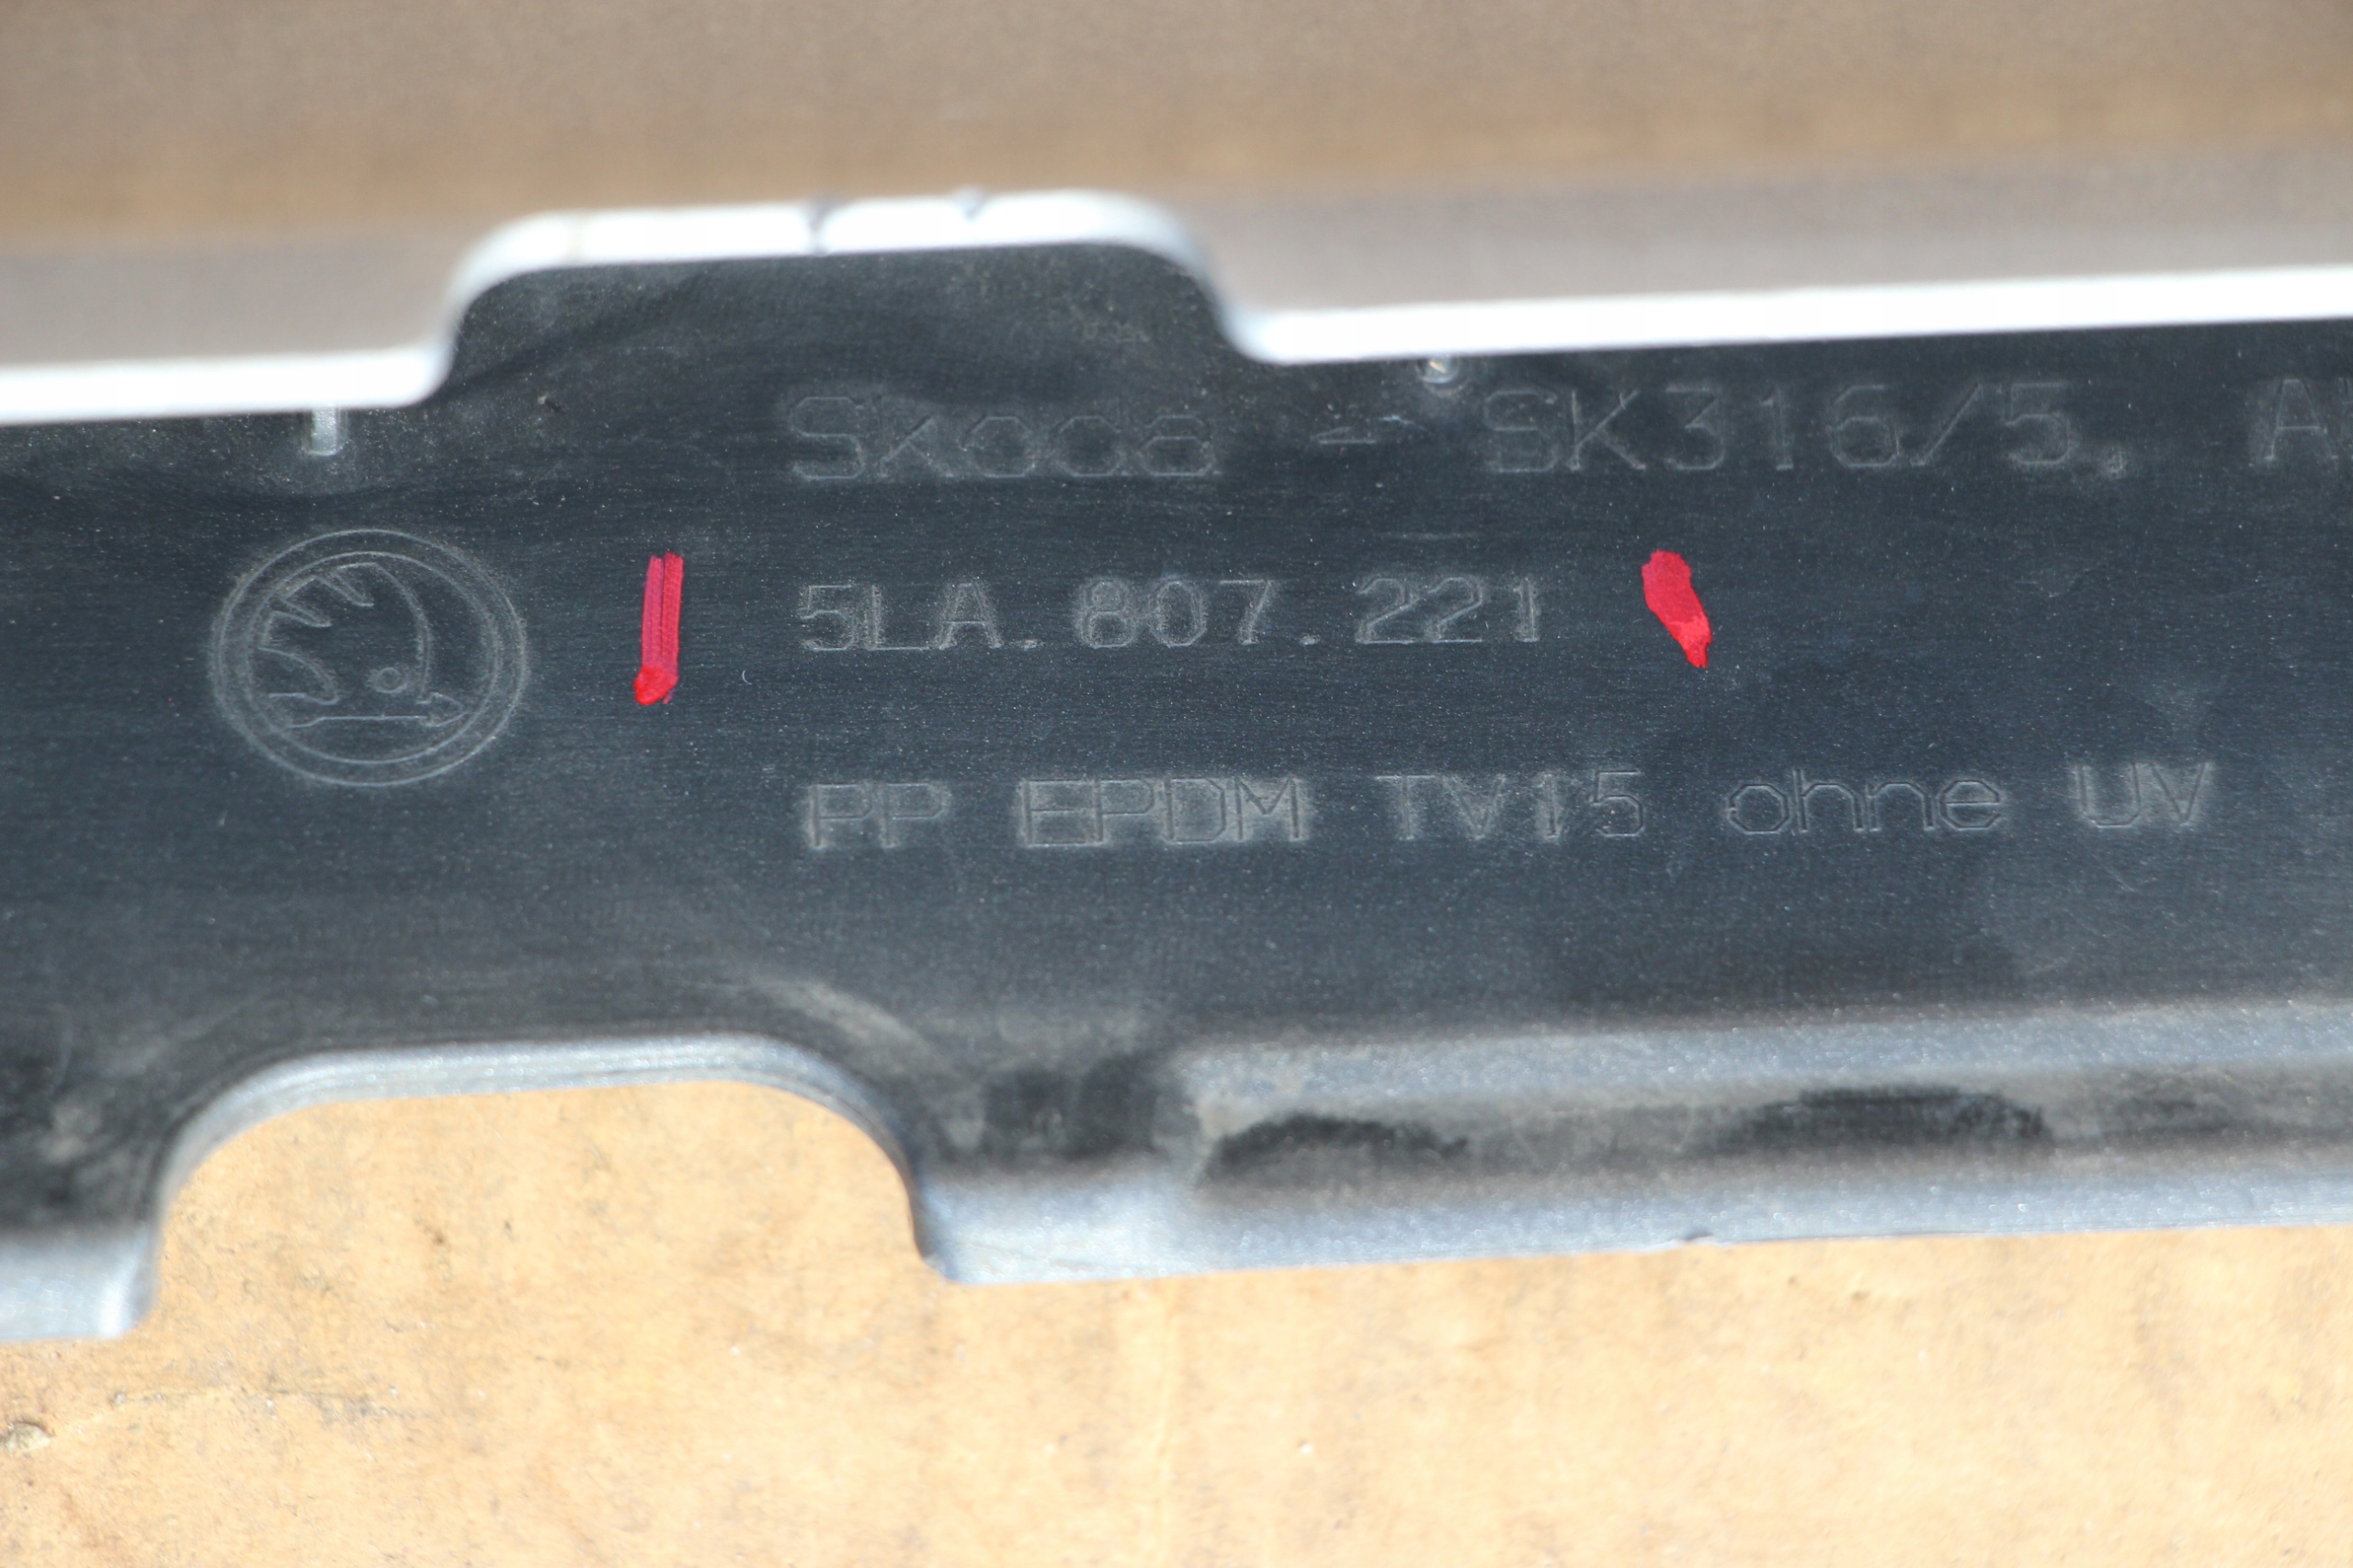 Skoda - SK316/5, A
5LA.807.221
PP EPDM TV15 ohne UV